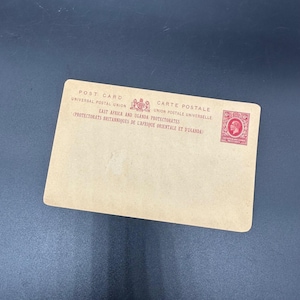 POST CARD CARTE POSTALE
UNIVERSAL POSTAL UNION UNION POSTALE UNIVERSELLE
EAST AFRICA AND UGANDA PROTECTORATES
(PROTECTORATS BRITANNIQUES DE L'AFRIQUE ORIENTALE ET D'UGANDA)